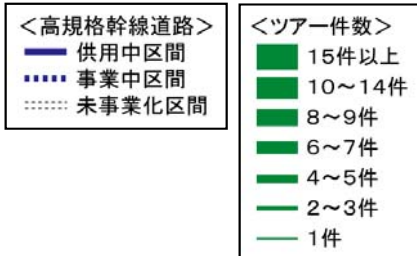 ＜高規格幹線道路＞
供用中区間
事業中区間
未事業化区間
＜ツアー件数＞
15件以上
10～14件
8～9件
6～7件
4～5件
2～3件
1件